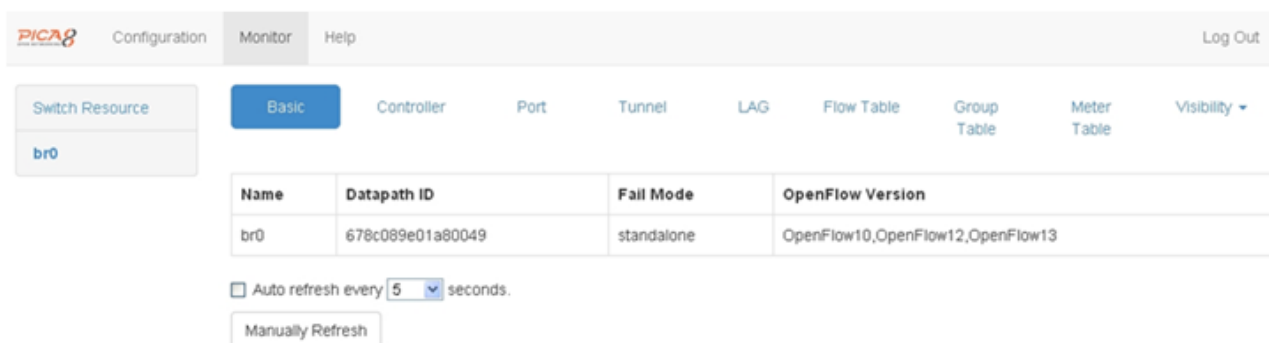 PICA8 Configuration Monitor Help Log Out
Switch Resource
br0
Basic Controller Port Tunnel LAG Flow Table Group Table Meter Table Visibility
Name Datapath ID Fail Mode OpenFlow Version
br0 678c089e01a80049 standalone OpenFlow10,OpenFlow12,OpenFlow13
Auto refresh every 5 seconds.
Manually Refresh